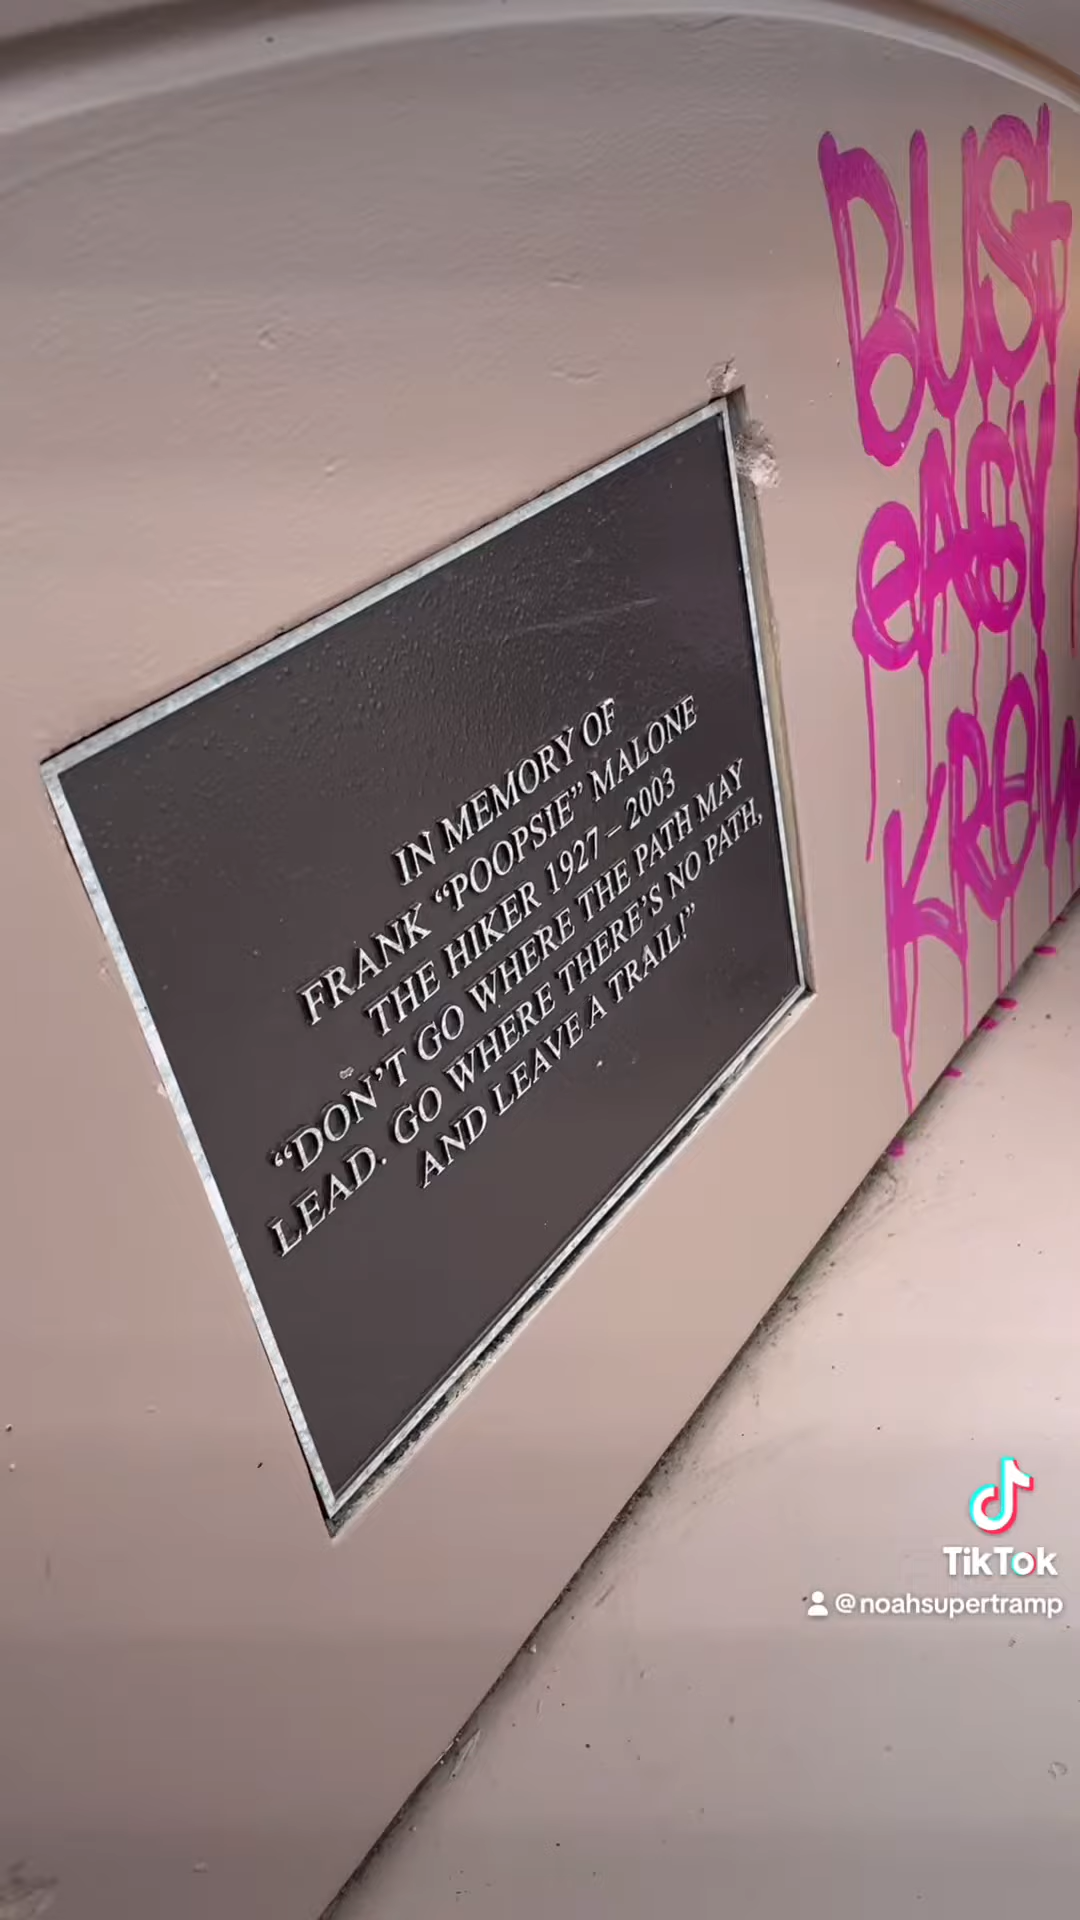 IN MEMORY OF
FRANK “POOPSIE” MALONE
THE HIKER 1927 – 2003
“DON’T GO WHERE THE PATH MAY
LEAD. GO WHERE THERE’S NO PATH,
AND LEAVE A TRAIL!”
BUSt
eASY
KREW
TikTok
@noahsupertramp